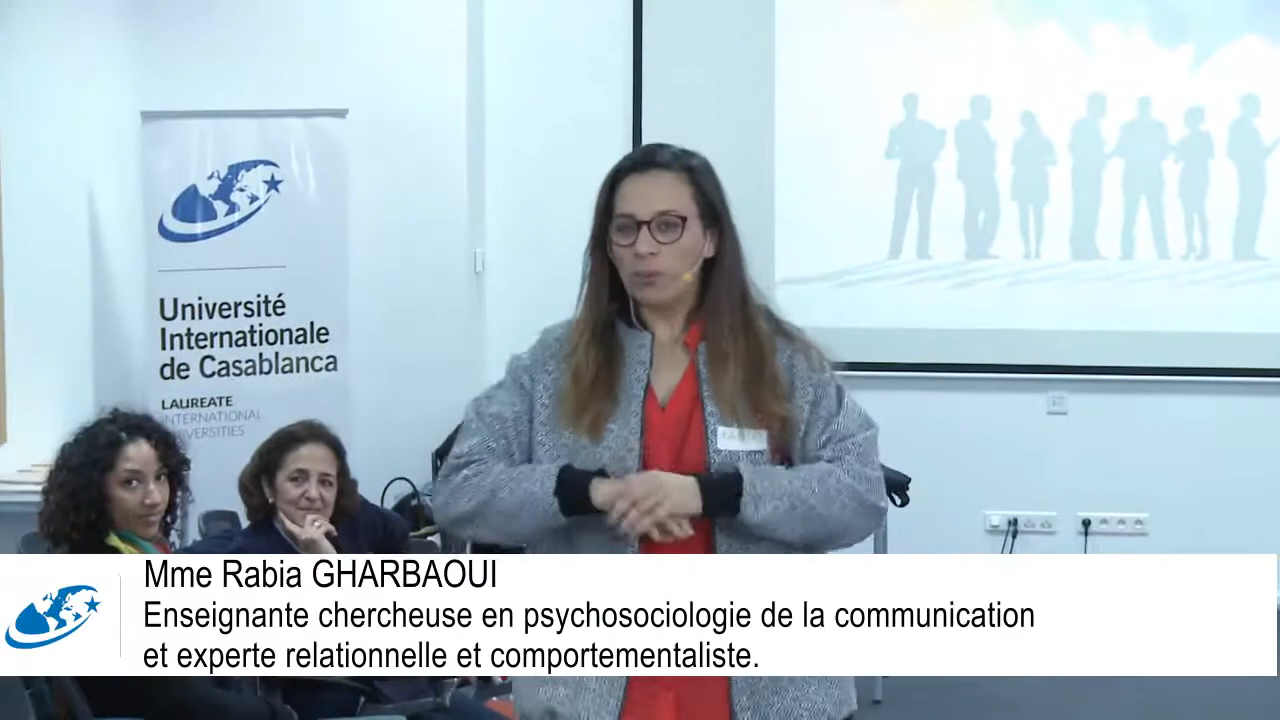 Université
Internationale
de Casablanca
LAUREATE
INTERNATIONAL
UNIVERSITIES
Mme Rabia GHARBAOUI
Enseignante chercheuse en psychosociologie de la communication
et experte relationnelle et comportementaliste.